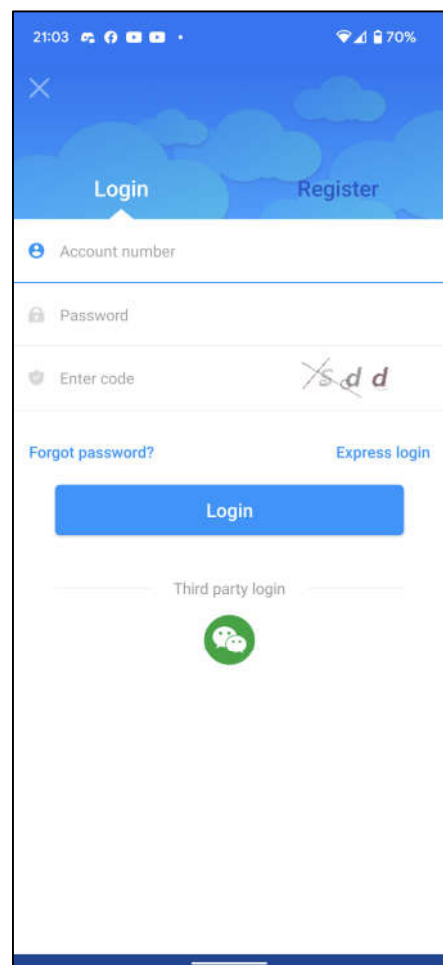 21:03 70%
Login Register
Account number
Password
Enter code
Forgot password? Express login
Login
Third party login